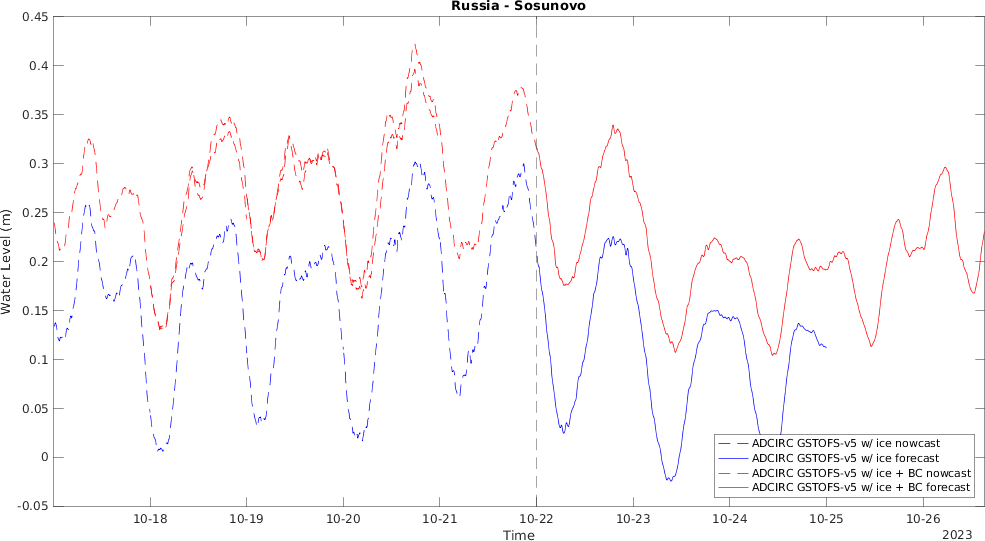 Russia - Sosunovo
0.45
0.4
0.35
0.3
0.25
0.2
0.15
0.1
0.05
0
-0.05
Water Level (m)
ADCIRC GSTOFS-v5 w/ ice nowcast
ADCIRC GSTOFS-v5 w/ ice forecast
ADCIRC GSTOFS-v5 w/ ice + BC nowcast
ADCIRC GSTOFS-v5 w/ ice + BC forecast
10-18 10-19 10-20 10-21 10-22 10-23 10-24 10-25 10-26
Time
2023